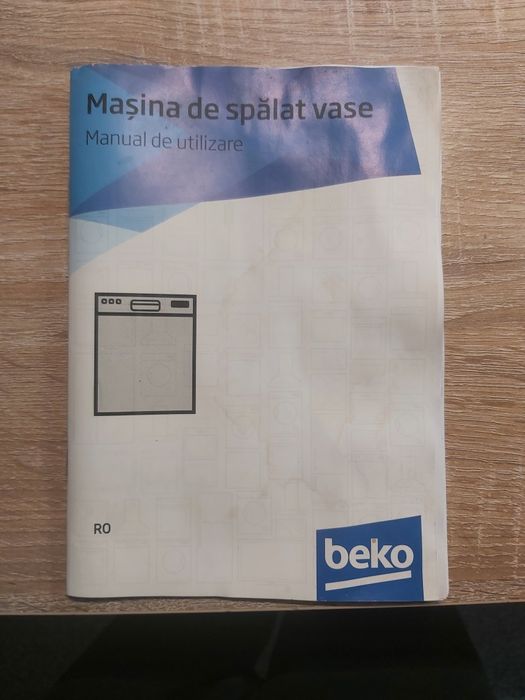 Mașina de spălat vase
Manual de utilizare
RO
beko